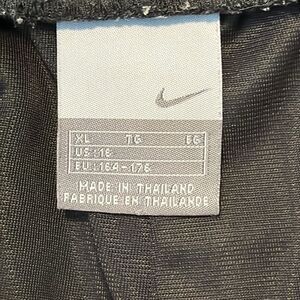 XL TG EG
US:16
EU:164-176
MADE IN THAILAND
FABRIQUE EN THAILANDE